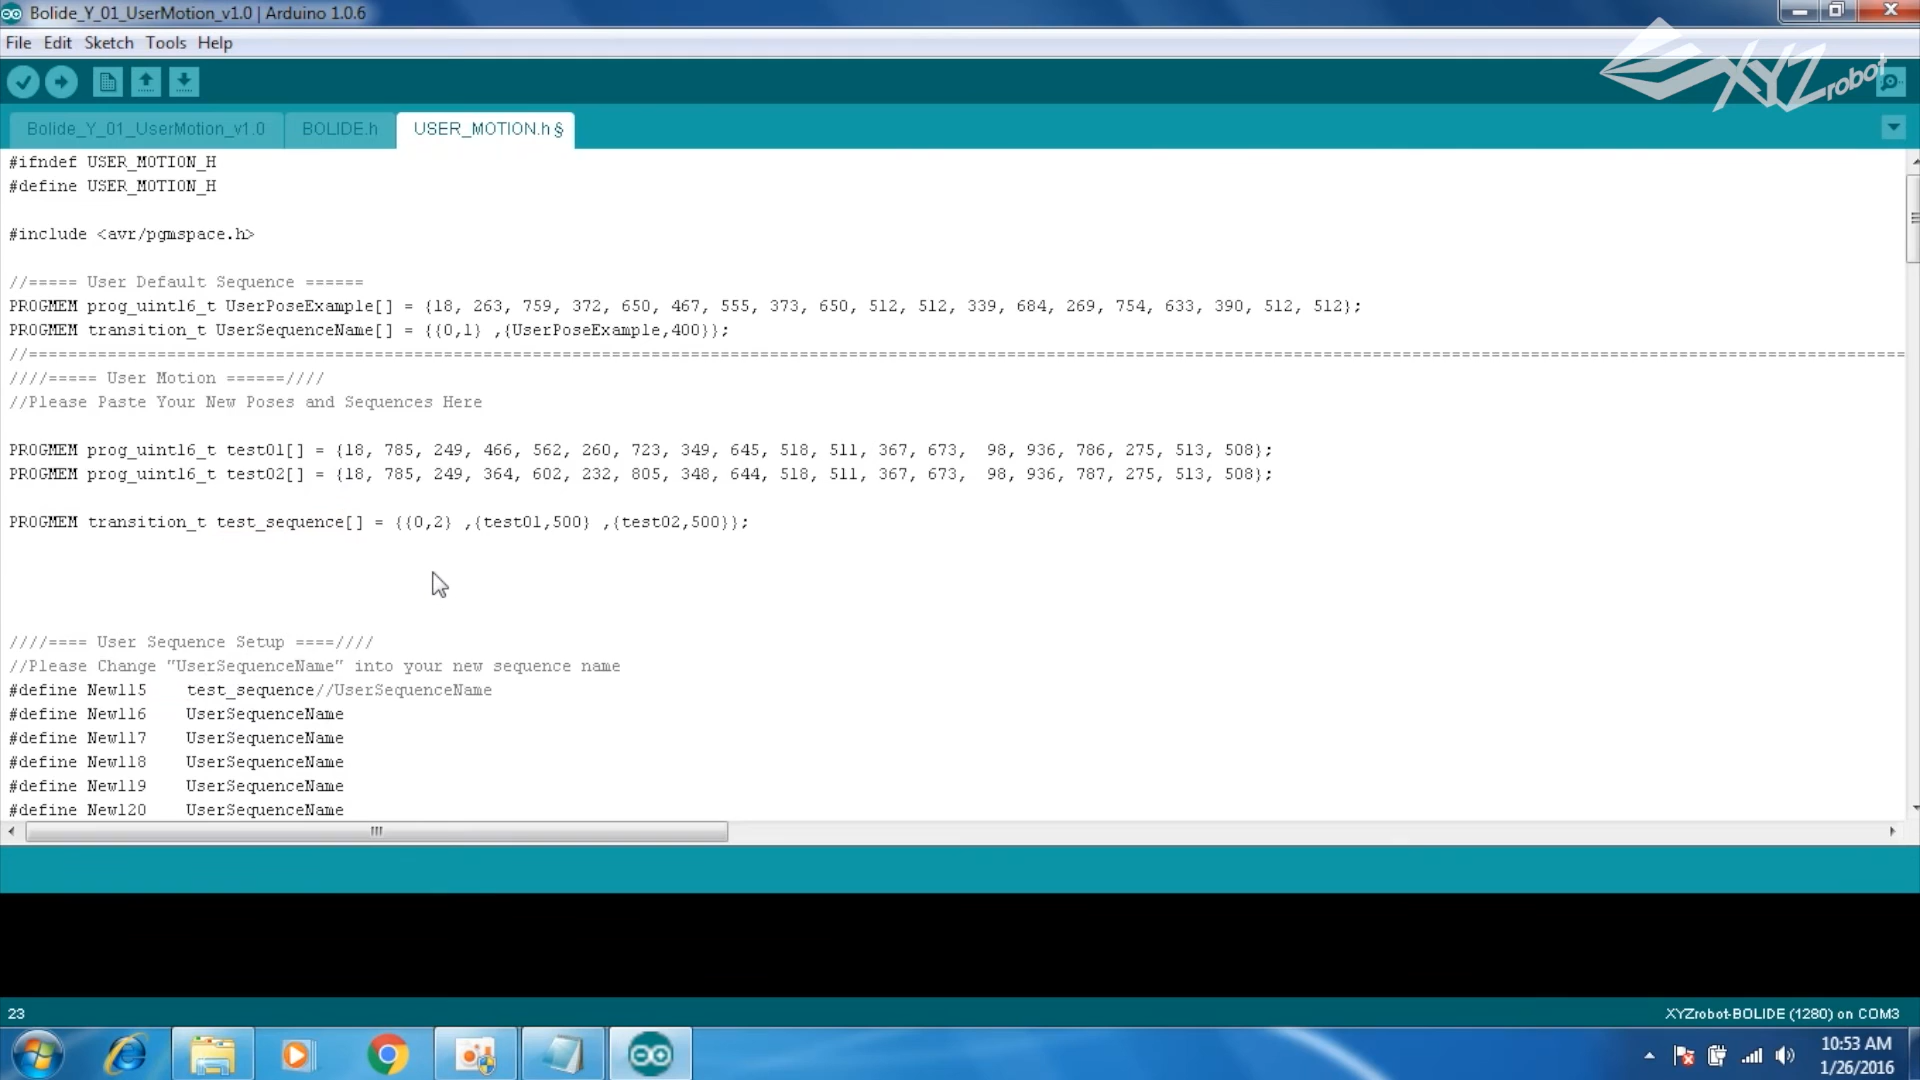 Bolide_Y_01_UserMotion_v1.0 | Arduino 1.0.6
File Edit Sketch Tools Help
XYZrobot
Bolide_Y_01_UserMotion_v1.0 BOLIDE.h USER_MOTION.h §
#ifndef USER_MOTION_H
#define USER_MOTION_H
#include <avr/pgmspace.h>
//===== User Default Sequence ======
PROGMEM prog_uint16_t UserPoseExample[] = {18, 263, 759, 372, 650, 467, 555, 373, 650, 512, 512, 339, 684, 269, 754, 633, 390, 512, 512};
PROGMEM transition_t UserSequenceName[] = {{0,1} ,{UserPoseExample,400}};
//==============================================================================================================================================================================================
////===== User Motion ======////
//Please Paste Your New Poses and Sequences Here
PROGMEM prog_uint16_t test01[] = {18, 785, 249, 466, 562, 260, 723, 349, 645, 518, 511, 367, 673,  98, 936, 786, 275, 513, 508};
PROGMEM prog_uint16_t test02[] = {18, 785, 249, 364, 602, 232, 805, 348, 644, 518, 511, 367, 673,  98, 936, 787, 275, 513, 508};
PROGMEM transition_t test_sequence[] = {{0,2} ,{test01,500} ,{test02,500}};
////==== User Sequence Setup ====////
//Please Change "UserSequenceName" into your new sequence name
#define New115    test_sequence//UserSequenceName
#define New116    UserSequenceName
#define New117    UserSequenceName
#define New118    UserSequenceName
#define New119    UserSequenceName
#define New120    UserSequenceName
23
XYZrobot-BOLIDE (1280) on COM3
10:53 AM
1/26/2016